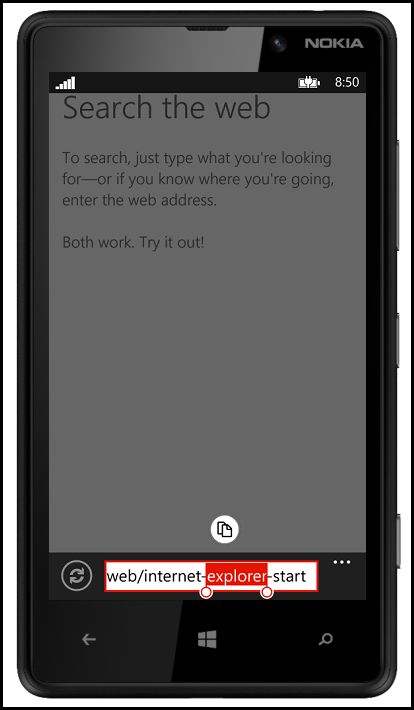 NOKIA
8:50
Search the web
To search, just type what you're looking
for—or if you know where you're going,
enter the web address.
Both work. Try it out!
web/internet-explorer-start